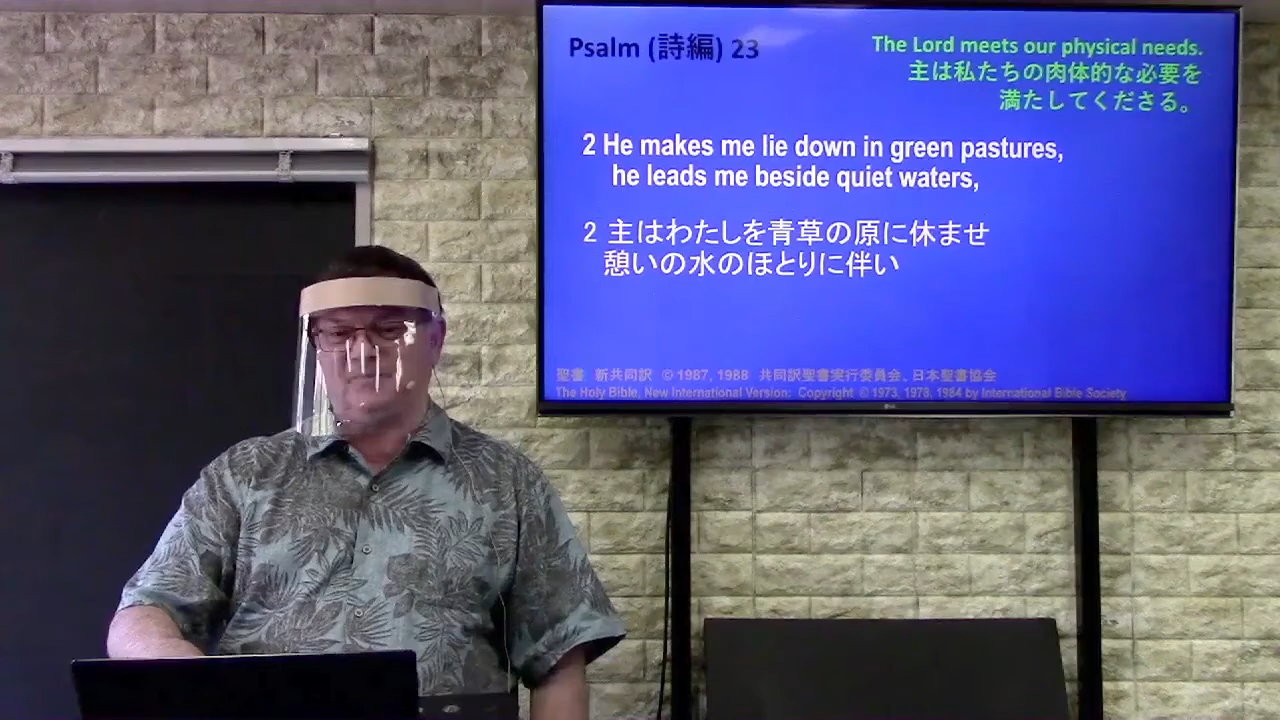 Psalm (詩編) 23
The Lord meets our physical needs.
主は私たちの肉体的な必要を
満たしてくださる。
2 He makes me lie down in green pastures,
he leads me beside quiet waters,
2 主はわたしを青草の原に休ませ
憩いの水のほとりに伴い
聖書 新共同訳 © 1987, 1988 共同訳聖書実行委員会、日本聖書協会
The Holy Bible, New International Version: Copyright © 1973, 1978, 1984 by International Bible Society